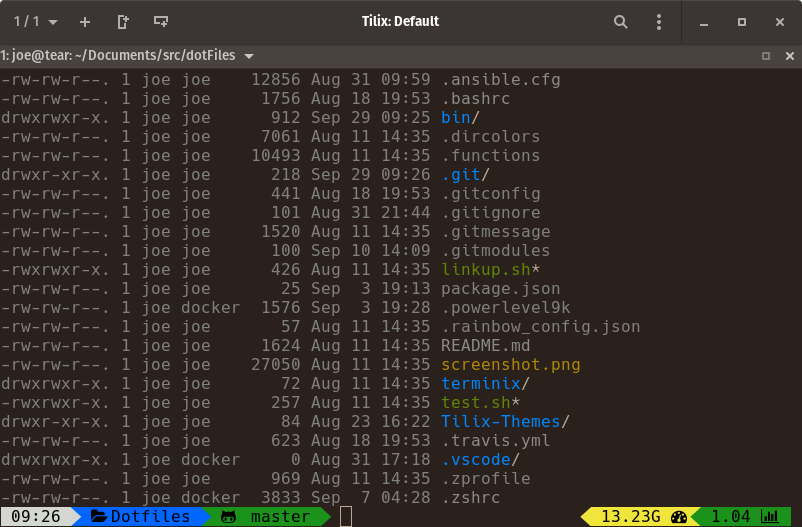 1 / 1
Tilix: Default
1: joe@tear: ~/Documents/src/dotFiles
-rw-rw-r--. 1 joe joe    12856 Aug 31 09:59 .ansible.cfg
-rw-rw-r--. 1 joe joe     1756 Aug 18 19:53 .bashrc
drwxrwxr-x. 1 joe joe      912 Sep 29 09:25 bin/
-rw-rw-r--. 1 joe joe     7061 Aug 11 14:35 .dircolors
-rw-rw-r--. 1 joe joe    10493 Aug 11 14:35 .functions
drwxr-xr-x. 1 joe joe      218 Sep 29 09:26 .git/
-rw-rw-r--. 1 joe joe      441 Aug 18 19:53 .gitconfig
-rw-rw-r--. 1 joe joe      101 Aug 31 21:44 .gitignore
-rw-rw-r--. 1 joe joe     1520 Aug 11 14:35 .gitmessage
-rw-rw-r--. 1 joe joe      100 Sep 10 14:09 .gitmodules
-rwxrwxr-x. 1 joe joe      426 Aug 11 14:35 linkup.sh*
-rw-rw-r--. 1 joe joe       25 Sep  3 19:13 package.json
-rw-rw-r--. 1 joe docker  1576 Sep  3 19:28 .powerlevel9k
-rw-rw-r--. 1 joe joe       57 Aug 11 14:35 .rainbow_config.json
-rw-rw-r--. 1 joe joe     1624 Aug 11 14:35 README.md
-rw-rw-r--. 1 joe joe    27050 Aug 11 14:35 screenshot.png
drwxrwxr-x. 1 joe joe       72 Aug 11 14:35 terminix/
-rwxrwxr-x. 1 joe joe      257 Aug 11 14:35 test.sh*
drwxr-xr-x. 1 joe joe       84 Aug 23 16:22 Tilix-Themes/
-rw-rw-r--. 1 joe joe      623 Aug 18 19:53 .travis.yml
drwxrwxr-x. 1 joe docker     0 Aug 31 17:18 .vscode/
-rw-rw-r--. 1 joe joe      969 Aug 11 14:35 .zprofile
-rw-rw-r--. 1 joe docker  3833 Sep  7 04:28 .zshrc
09:26 Dotfiles master 13.23G 1.04